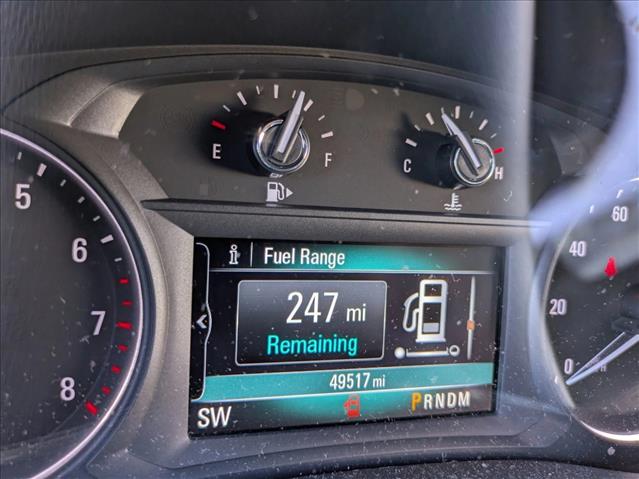 E F
C H
5
6
7
8
i Fuel Range
247 mi
Remaining
49517 mi
SW PRNDM
60
40
20
0